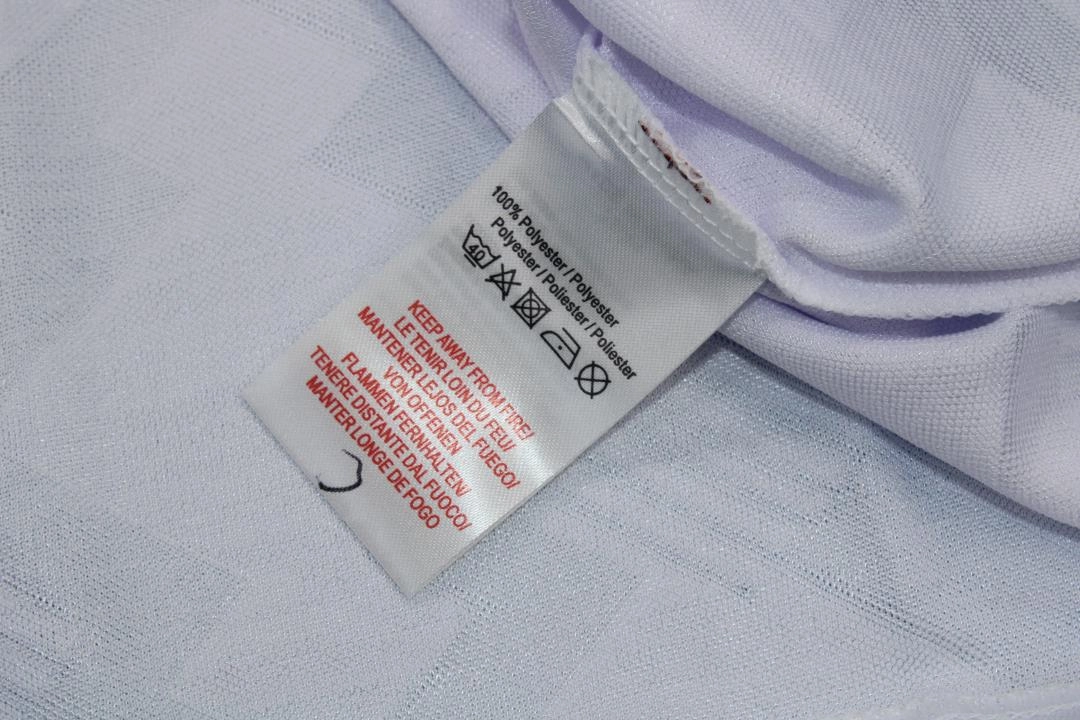 100% Polyester / Polyester
Polyester / Poliester / Poliester
40
KEEP AWAY FROM FIRE/
LE TENIR LOIN DU FEU/
MANTENER LEJOS DEL FUEGO/
VON OFFENEN
FLAMMEN FERNHALTEN/
TENERE DISTANTE DAL FUOCO/
MANTER LONGE DE FOGO